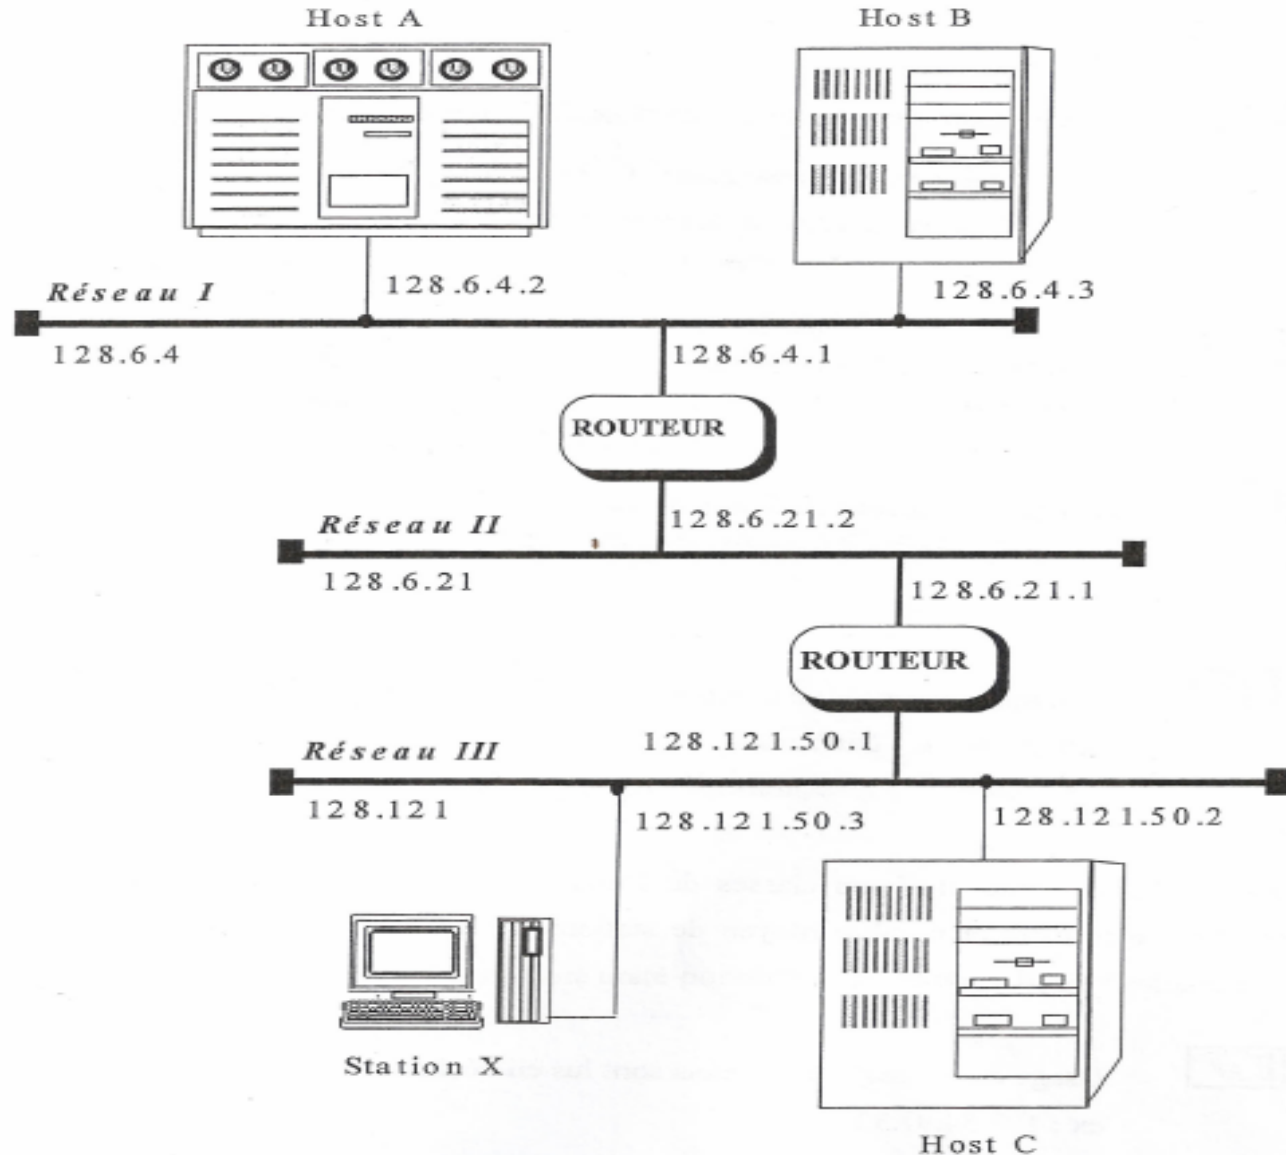 Host A
Host B
Réseau I
128.6.4.2
128.6.4.3
128.6.4
128.6.4.1
ROUTEUR
Réseau II
128.6.21.2
128.6.21
128.6.21.1
ROUTEUR
128.121.50.1
Réseau III
128.121
128.121.50.3
128.121.50.2
Station X
Host C